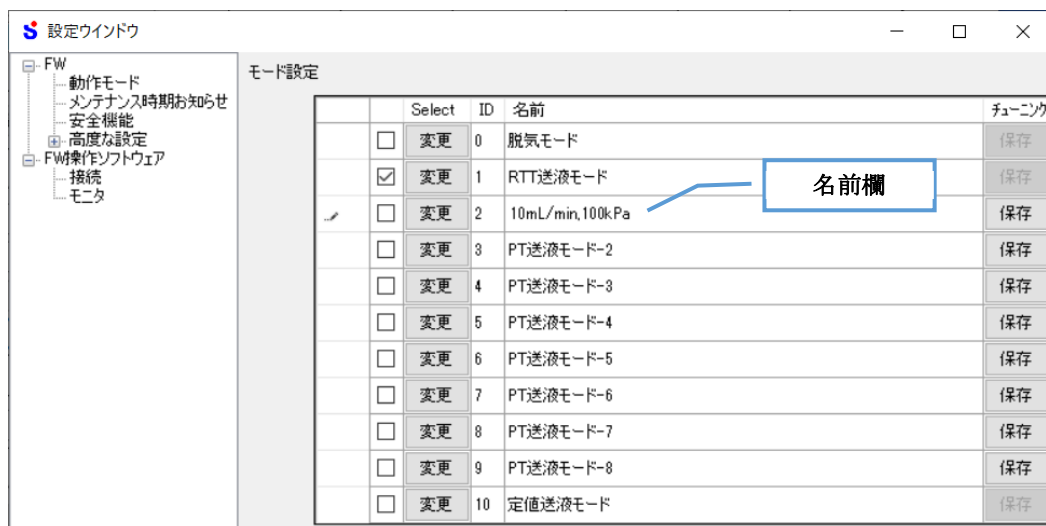 設定ウインドウ
FW
動作モード
メンテナンス時期お知らせ
安全機能
高度な設定
FW操作ソフトウェア
接続
モニタ
モード設定
Select ID 名前 チューニング
変更 0 脱気モード 保存
変更 1 RTT送液モード 保存
変更 2 10mL/min,100kPa 保存
変更 3 PT送液モード-2 保存
変更 4 PT送液モード-3 保存
変更 5 PT送液モード-4 保存
変更 6 PT送液モード-5 保存
変更 7 PT送液モード-6 保存
変更 8 PT送液モード-7 保存
変更 9 PT送液モード-8 保存
変更 10 定値送液モード 保存
名前欄